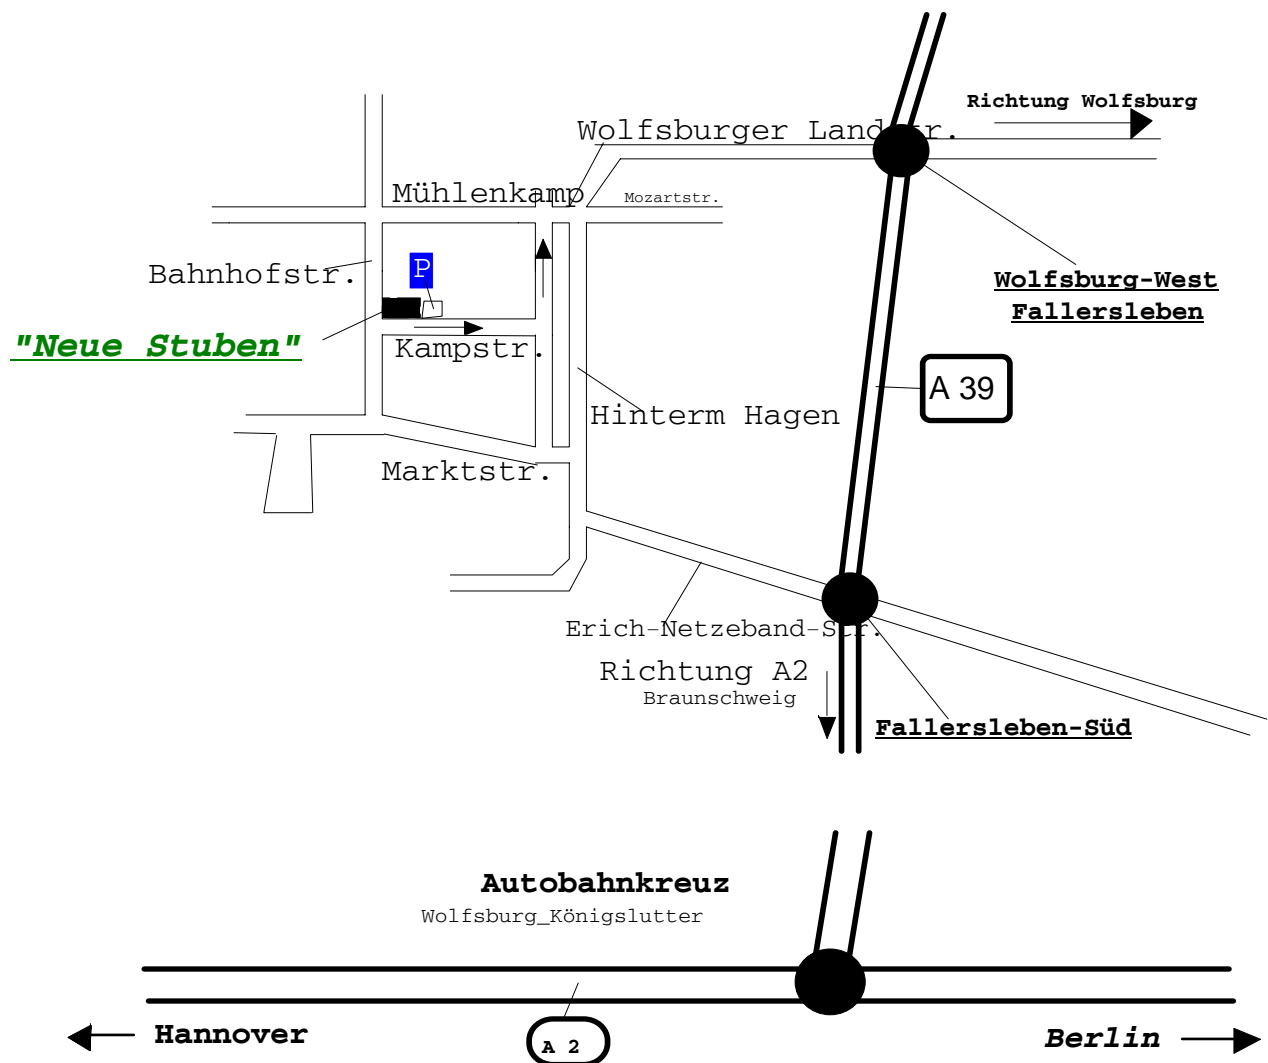 Richtung Wolfsburg
Wolfsburger Landstr.
Mühlenkamp
Mozartstr.
Bahnhofstr.
P
Wolfsburg-West
Fallersleben
"Neue Stuben"
Kampstr.
A 39
Hinterm Hagen
Marktstr.
Erich-Netzeband-Str.
Richtung A2
Braunschweig
Fallersleben-Süd
Autobahnkreuz
Wolfsburg_Königslutter
Hannover
A 2
Berlin